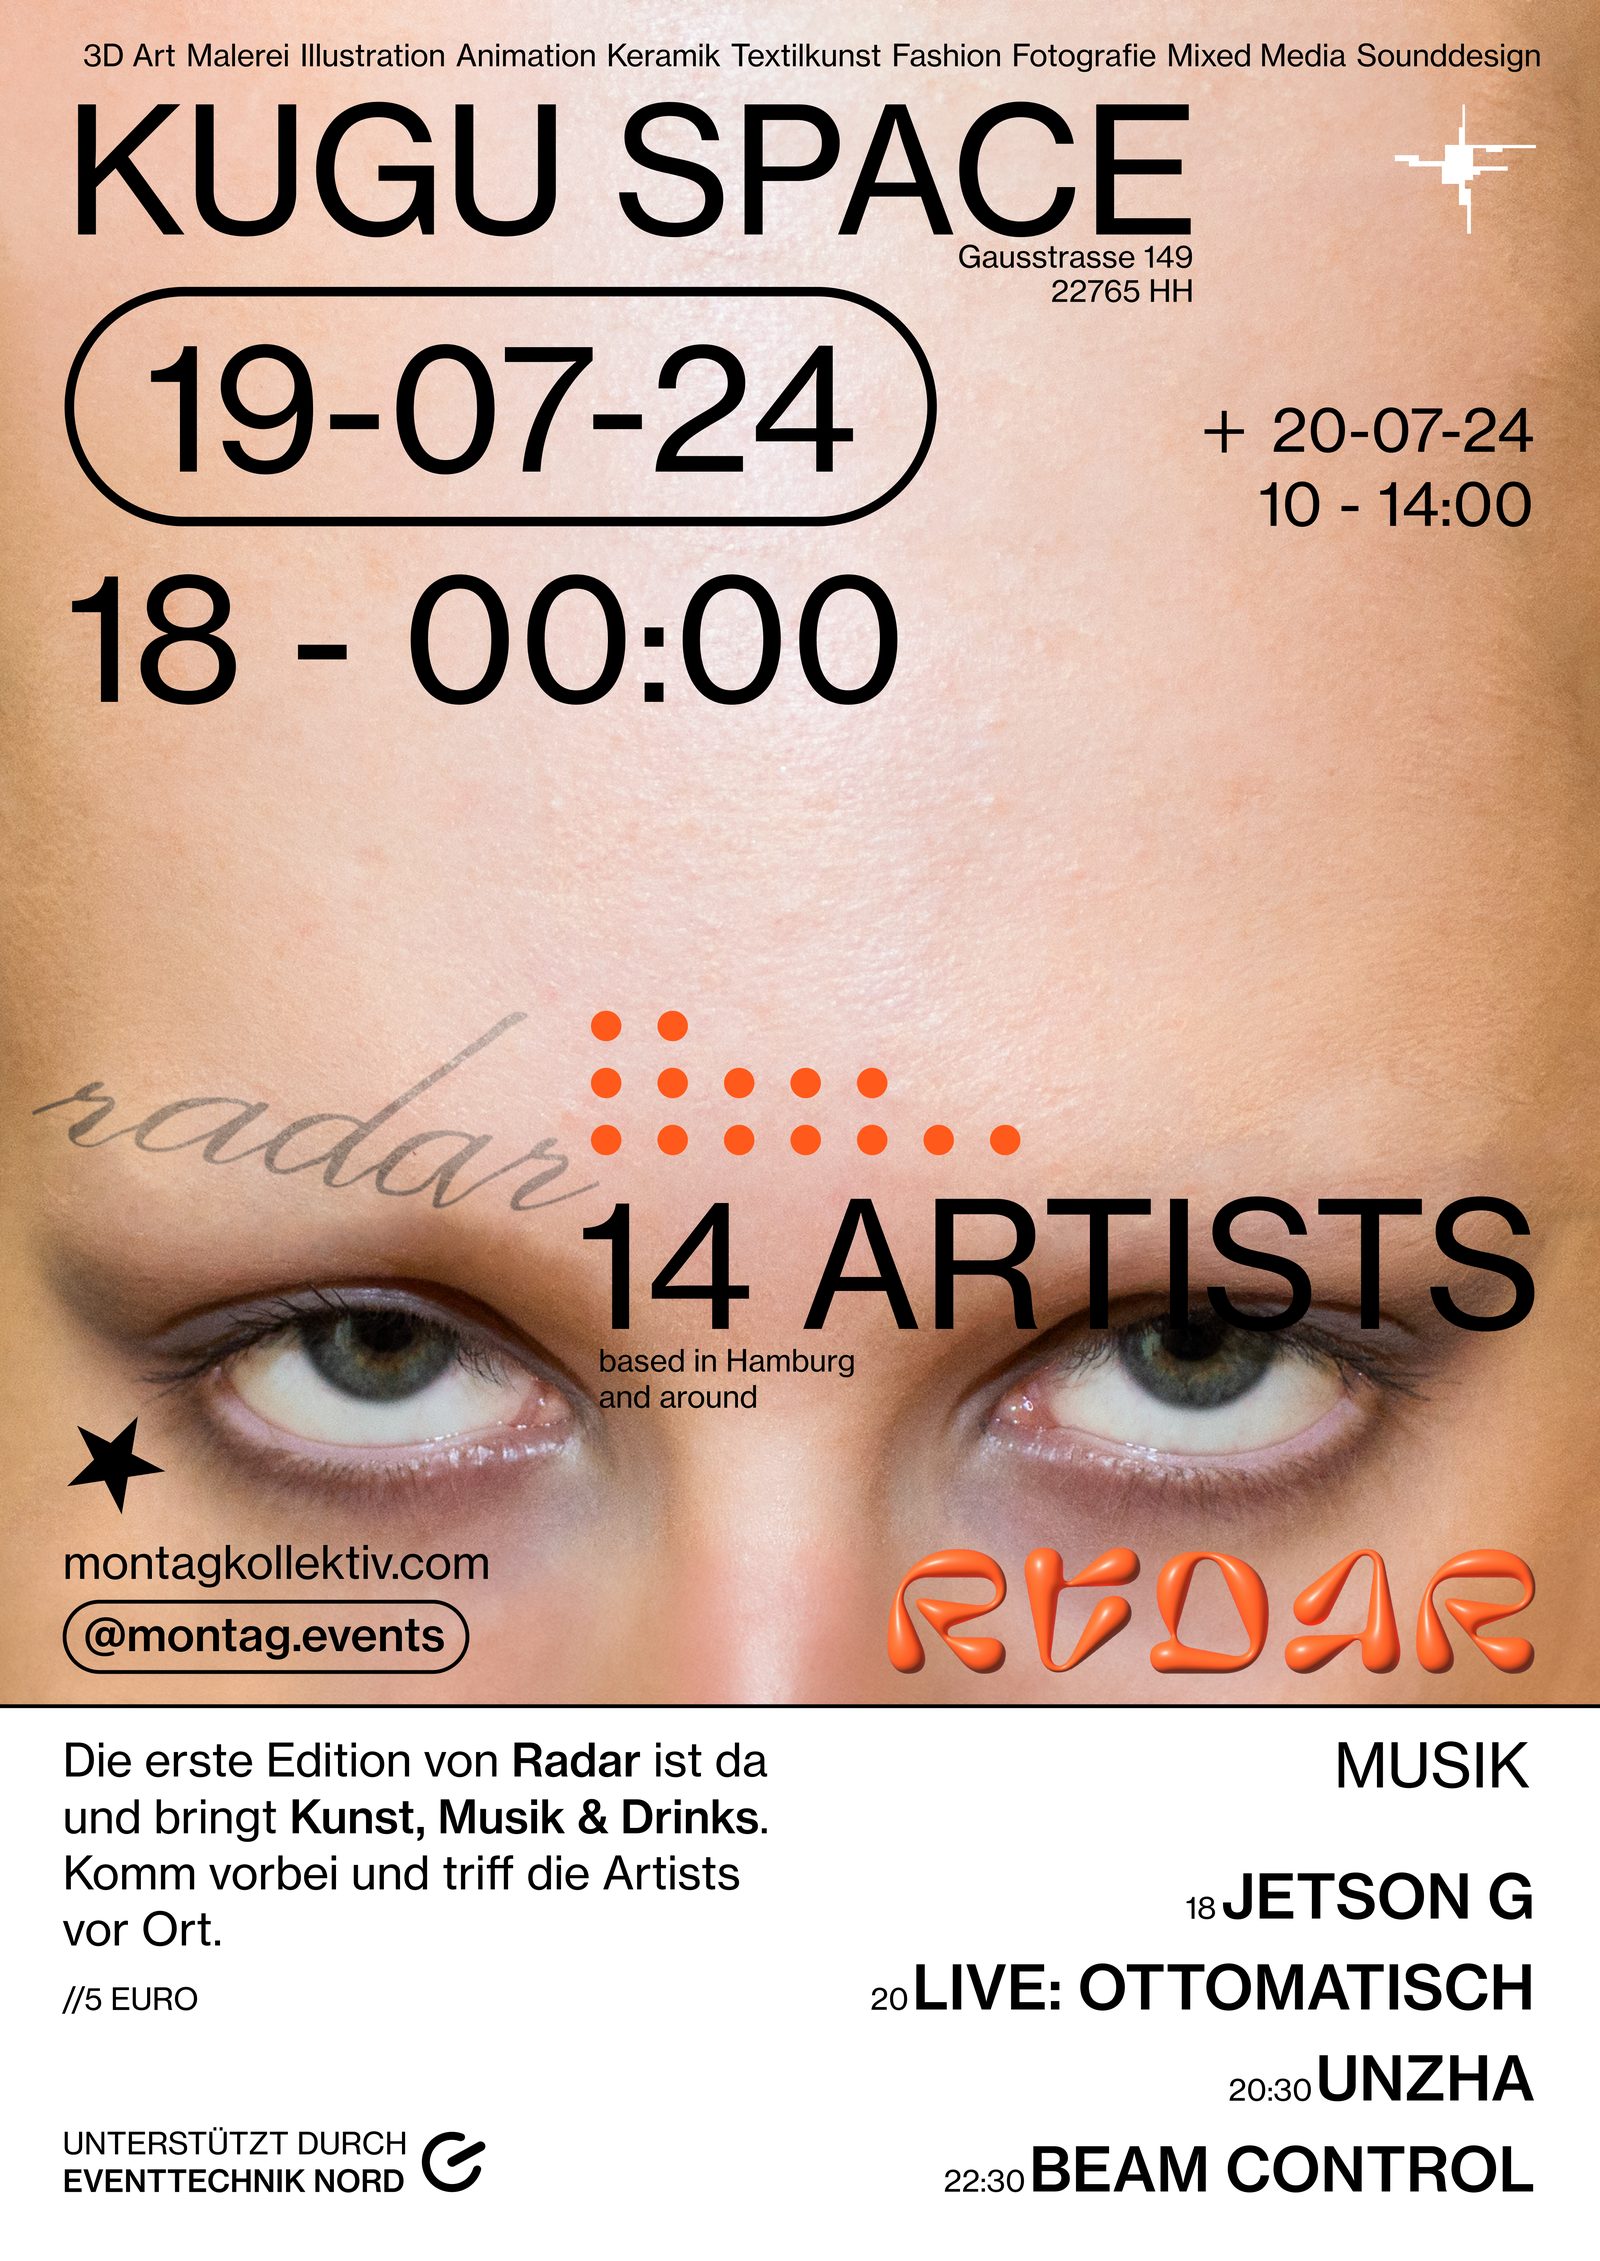 3D Art Malerei Illustration Animation Keramik Textilkunst Fashion Fotografie Mixed Media Sounddesign
KUGU SPACE
Gausstrasse 149
22765 HH
19-07-24
18 - 00:00
+ 20-07-24
10 - 14:00
radar
14 ARTISTS
based in Hamburg
and around
montagkollektiv.com
@montag.events
RADAR
Die erste Edition von Radar ist da
und bringt Kunst, Musik & Drinks.
Komm vorbei und triff die Artists
vor Ort.
//5 EURO
UNTERSTÜTZT DURCH
EVENTTECHNIK NORD
MUSIK
18 JETSON G
20 LIVE: OTTOMATISCH
20:30 UNZHA
22:30 BEAM CONTROL